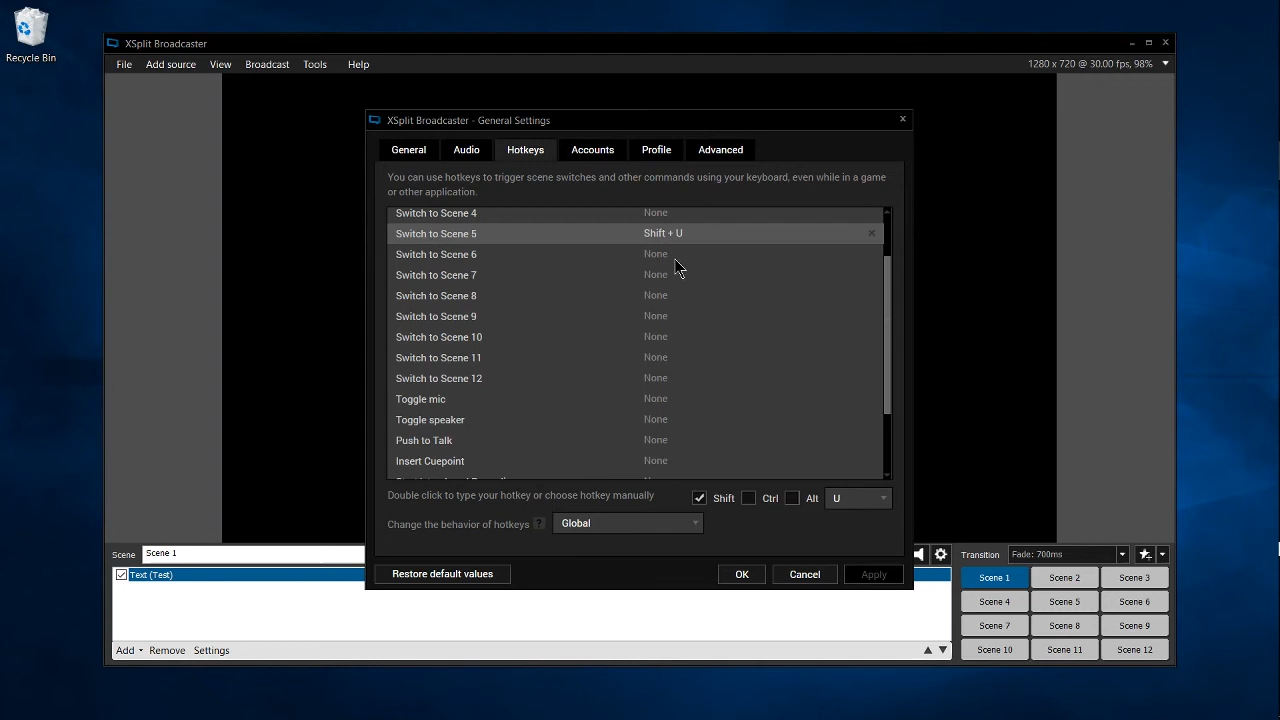 Recycle Bin
XSplit Broadcaster
File Add source View Broadcast Tools Help 1280 x 720 @ 30.00 fps, 98%
XSplit Broadcaster - General Settings
General Audio Hotkeys Accounts Profile Advanced
You can use hotkeys to trigger scene switches and other commands using your keyboard, even while in a game
or other application.
Switch to Scene 4 None
Switch to Scene 5 Shift + U
Switch to Scene 6 None
Switch to Scene 7 None
Switch to Scene 8 None
Switch to Scene 9 None
Switch to Scene 10 None
Switch to Scene 11 None
Switch to Scene 12 None
Toggle mic None
Toggle speaker None
Push to Talk None
Insert Cuepoint None
Double click to type your hotkey or choose hotkey manually Shift Ctrl Alt U
Change the behavior of hotkeys ? Global
Restore default values OK Cancel Apply
Scene Scene 1
Text (Test)
Add Remove Settings
Transition Fade: 700ms
Scene 1 Scene 2 Scene 3
Scene 4 Scene 5 Scene 6
Scene 7 Scene 8 Scene 9
Scene 10 Scene 11 Scene 12